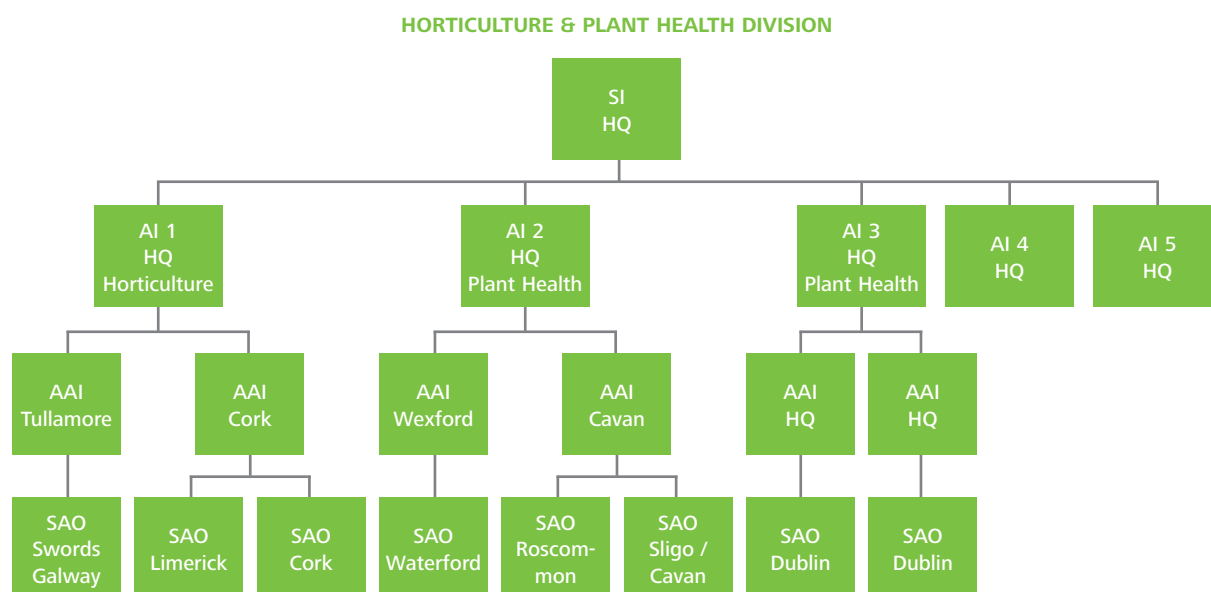 HORTICULTURE & PLANT HEALTH DIVISION
SI
HQ
AI 1
HQ
Horticulture
AI 2
HQ
Plant Health
AI 3
HQ
Plant Health
AI 4
HQ
AI 5
HQ
AAI
Tullamore
AAI
Cork
AAI
Wexford
AAI
Cavan
AAI
HQ
AAI
HQ
SAO
Swords
Galway
SAO
Limerick
SAO
Cork
SAO
Waterford
SAO
Roscom-
mon
SAO
Sligo /
Cavan
SAO
Dublin
SAO
Dublin